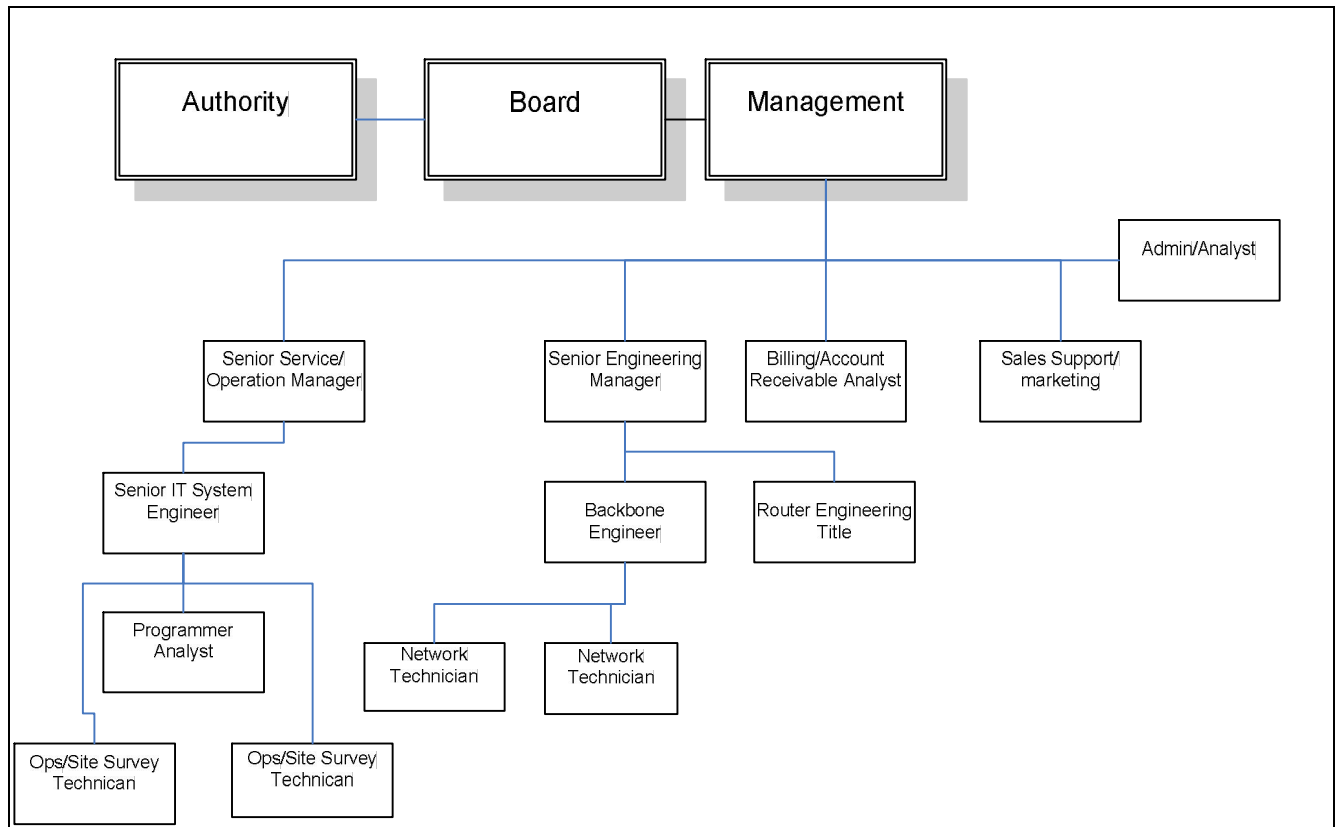 Authority
Board
Management
Admin/Analyst
Senior Service/
Operation Manager
Senior Engineering
Manager
Billing/Account
Receivable Analyst
Sales Support/
marketing
Senior IT System
Engineer
Backbone
Engineer
Router Engineering
Title
Programmer
Analyst
Network
Technician
Network
Technician
Ops/Site Survey
Technican
Ops/Site Survey
Technican